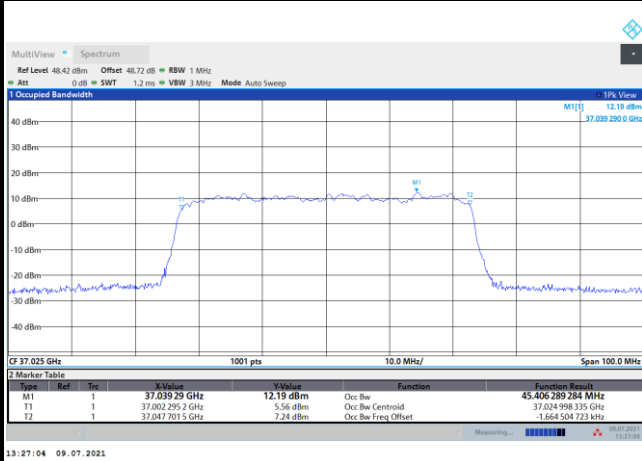 MultiView Spectrum
Ref Level 48.42 dBm Offset 48.72 dB RBW 1 MHz
Att 0 dB SWT 1.2 ms VBW 3 MHz Mode Auto Sweep
1 Occupied Bandwidth 1Pk View
M1[1] 12.19 dBm
37.039 290 0 GHz
40 dBm
30 dBm
20 dBm
M1
T1 T2
10 dBm
0 dBm
-10 dBm
-20 dBm
-30 dBm
-40 dBm
CF 37.025 GHz 1001 pts 10.0 MHz/ Span 100.0 MHz
2 Marker Table
Type Ref Trc X-Value Y-Value Function Function Result
M1 1 37.039 29 GHz 12.19 dBm Occ Bw 45.406 289 284 MHz
T1 1 37.002 295 2 GHz 5.56 dBm Occ Bw Centroid 37.024 998 335 GHz
T2 1 37.047 701 5 GHz 7.24 dBm Occ Bw Freq Offset -1.664 504 723 kHz
Measuring... 09.07.2021
13:27:04
13:27:04 09.07.2021